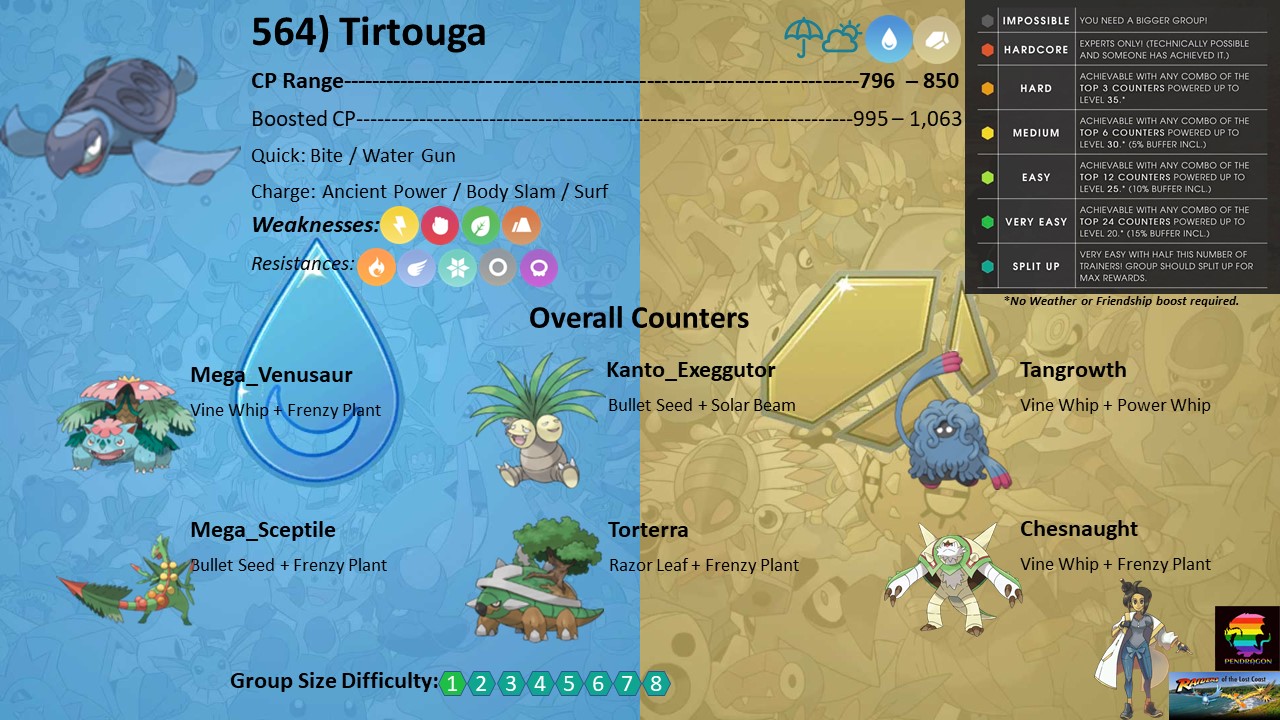 564) Tirtouga
CP Range---------------------------------------------------------------------------796 – 850
Boosted CP------------------------------------------------------------------------995 – 1,063
Quick: Bite / Water Gun
Charge: Ancient Power / Body Slam / Surf
Weaknesses:
Resistances:
IMPOSSIBLE YOU NEED A BIGGER GROUP!
HARDCORE EXPERTS ONLY! (TECHNICALLY POSSIBLE
AND SOMEONE HAS ACHIEVED IT.)
HARD ACHIEVABLE WITH ANY COMBO OF THE
TOP 3 COUNTERS POWERED UP TO
LEVEL 35.*
MEDIUM ACHIEVABLE WITH ANY COMBO OF THE
TOP 6 COUNTERS POWERED UP TO
LEVEL 30.* (5% BUFFER INCL.)
EASY ACHIEVABLE WITH ANY COMBO OF THE
TOP 12 COUNTERS POWERED UP TO
LEVEL 25.* (10% BUFFER INCL.)
VERY EASY ACHIEVABLE WITH ANY COMBO OF THE
TOP 24 COUNTERS POWERED UP TO
LEVEL 20.* (15% BUFFER INCL.)
SPLIT UP VERY EASY WITH HALF THIS NUMBER OF
TRAINERS! GROUP SHOULD SPLIT UP FOR
MAX REWARDS.
*No Weather or Friendship boost required.
Overall Counters
Mega_Venusaur
Vine Whip + Frenzy Plant
Kanto_Exeggutor
Bullet Seed + Solar Beam
Tangrowth
Vine Whip + Power Whip
Mega_Sceptile
Bullet Seed + Frenzy Plant
Torterra
Razor Leaf + Frenzy Plant
Chesnaught
Vine Whip + Frenzy Plant
Group Size Difficulty: 1 2 3 4 5 6 7 8
PENDRAGON
RAIDERS of the Lost Coast